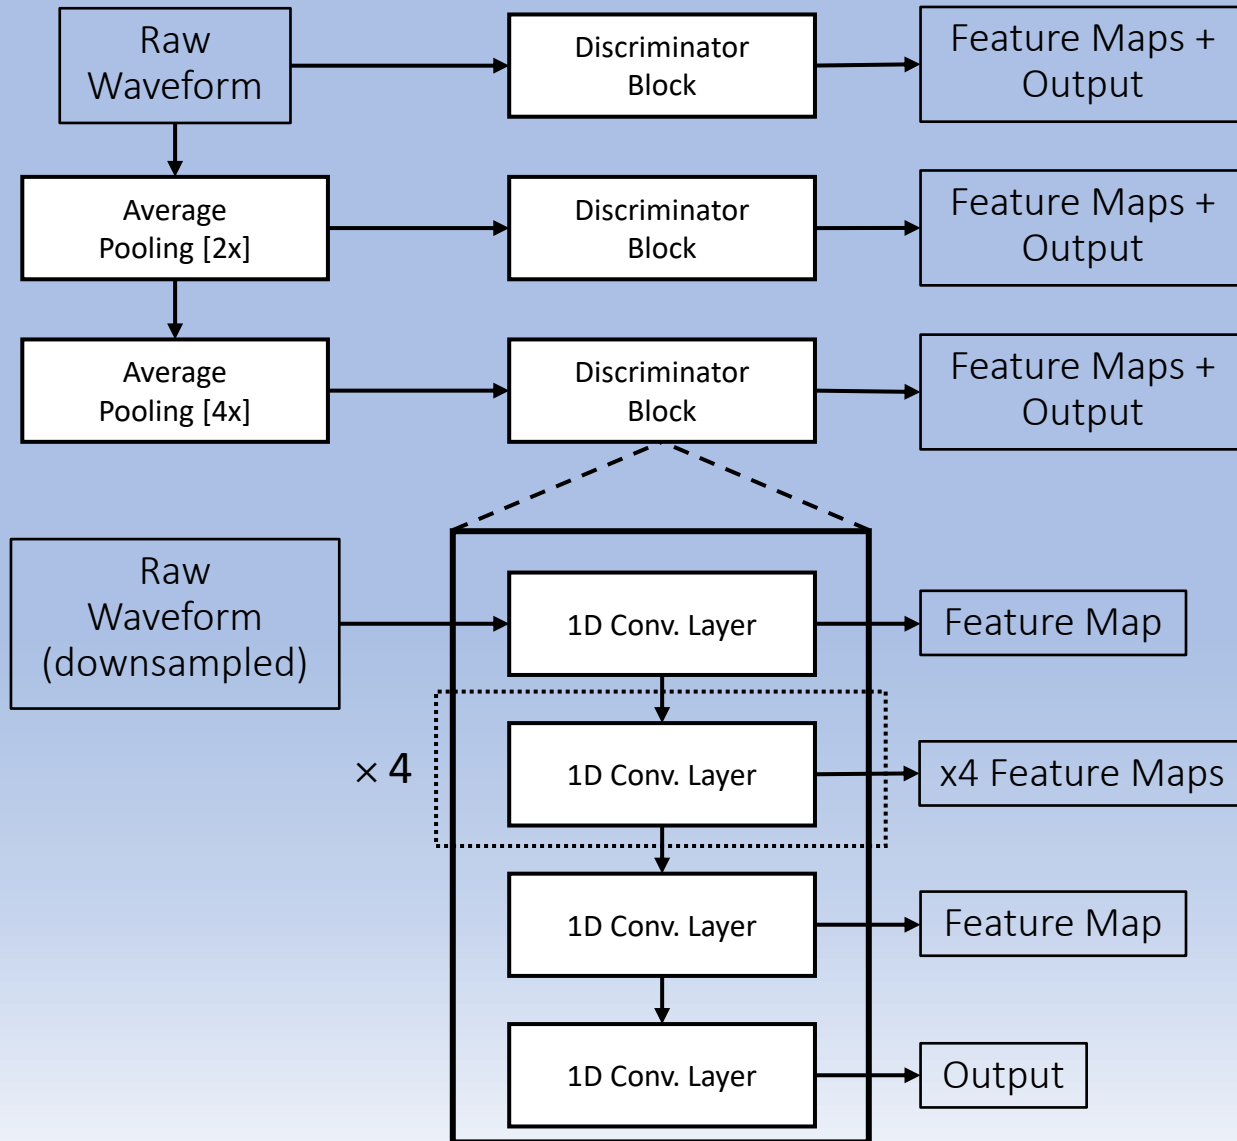 Raw
Waveform
Discriminator
Block
Feature Maps +
Output
Average
Pooling [2x]
Discriminator
Block
Feature Maps +
Output
Average
Pooling [4x]
Discriminator
Block
Feature Maps +
Output
Raw
Waveform
(downsampled)
1D Conv. Layer
Feature Map
× 4
1D Conv. Layer
x4 Feature Maps
1D Conv. Layer
Feature Map
1D Conv. Layer
Output